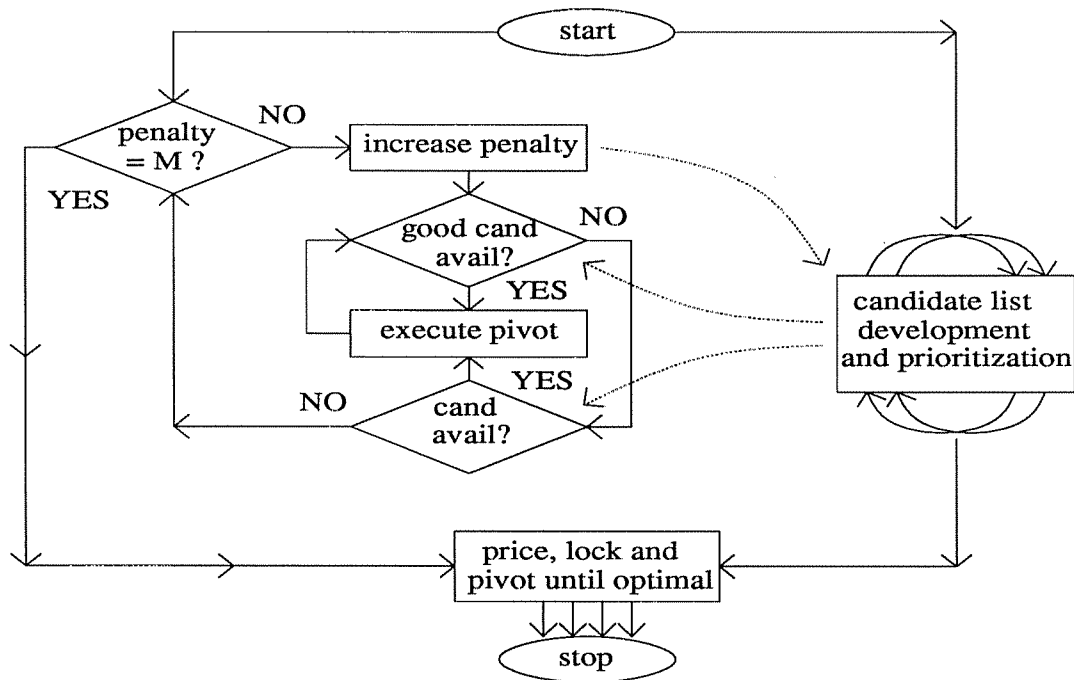 start
penalty
= M ?
NO
YES
increase penalty
good cand
avail?
NO
YES
execute pivot
YES
cand
avail?
NO
candidate list
development
and prioritization
price, lock and
pivot until optimal
stop